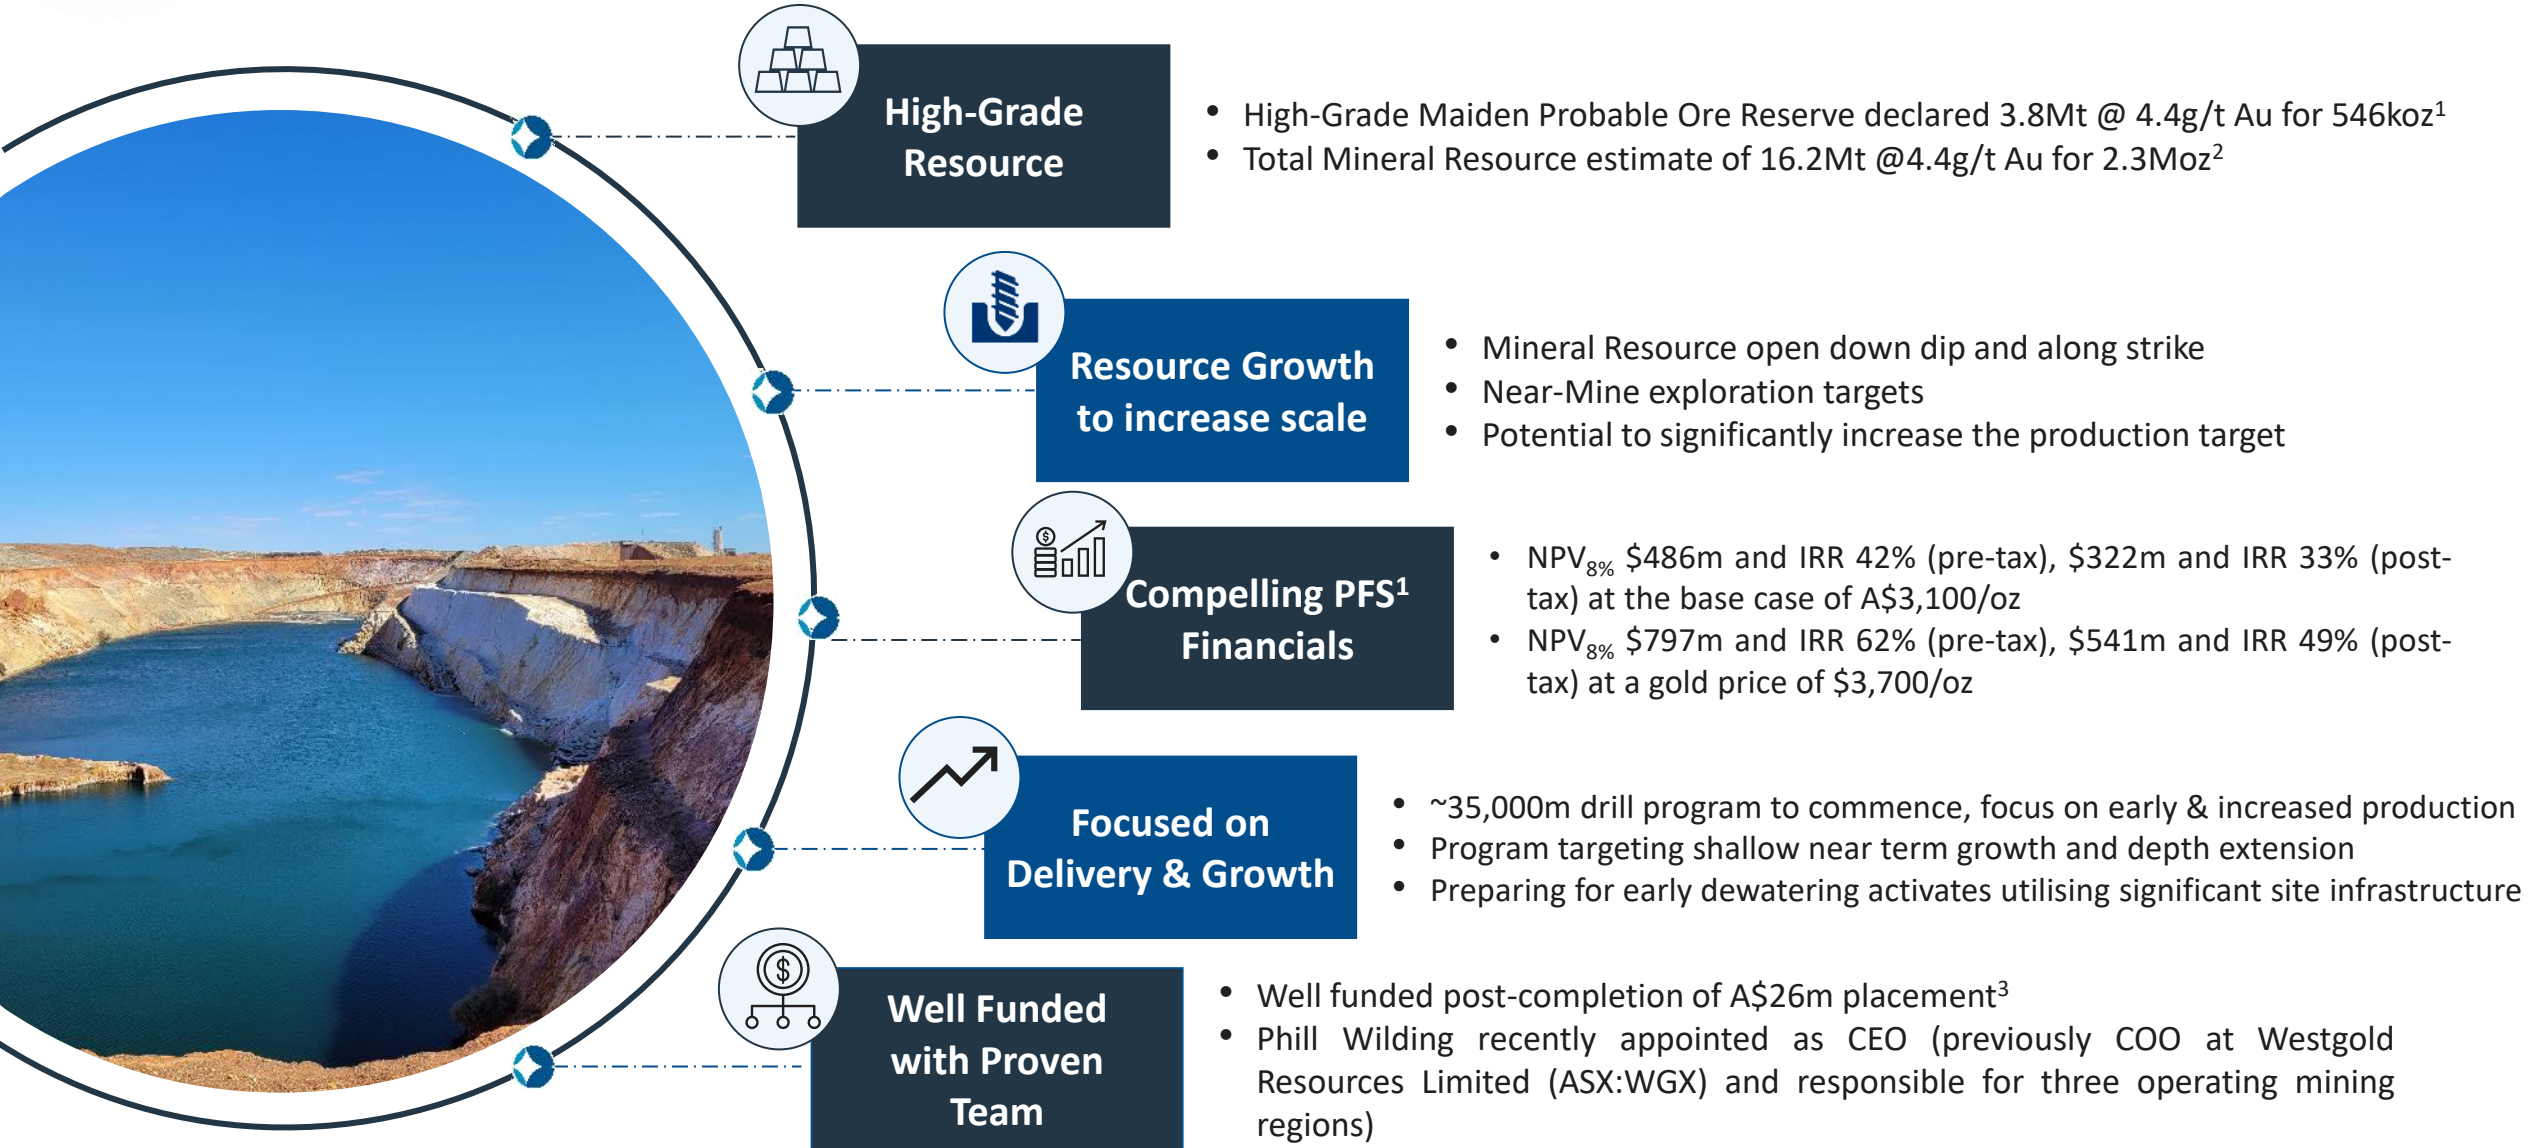 High-Grade
Resource
• High-Grade Maiden Probable Ore Reserve declared 3.8Mt @ 4.4g/t Au for 546koz¹
• Total Mineral Resource estimate of 16.2Mt @4.4g/t Au for 2.3Moz²
Resource Growth
to increase scale
• Mineral Resource open down dip and along strike
• Near-Mine exploration targets
• Potential to significantly increase the production target
Compelling PFS¹
Financials
• NPV8% $486m and IRR 42% (pre-tax), $322m and IRR 33% (post-
tax) at the base case of A$3,100/oz
• NPV8% $797m and IRR 62% (pre-tax), $541m and IRR 49% (post-
tax) at a gold price of $3,700/oz
Focused on
Delivery & Growth
• ~35,000m drill program to commence, focus on early & increased production
• Program targeting shallow near term growth and depth extension
• Preparing for early dewatering activates utilising significant site infrastructure
Well Funded
with Proven
Team
• Well funded post-completion of A$26m placement³
• Phill Wilding recently appointed as CEO (previously COO at Westgold
Resources Limited (ASX:WGX) and responsible for three operating mining
regions)